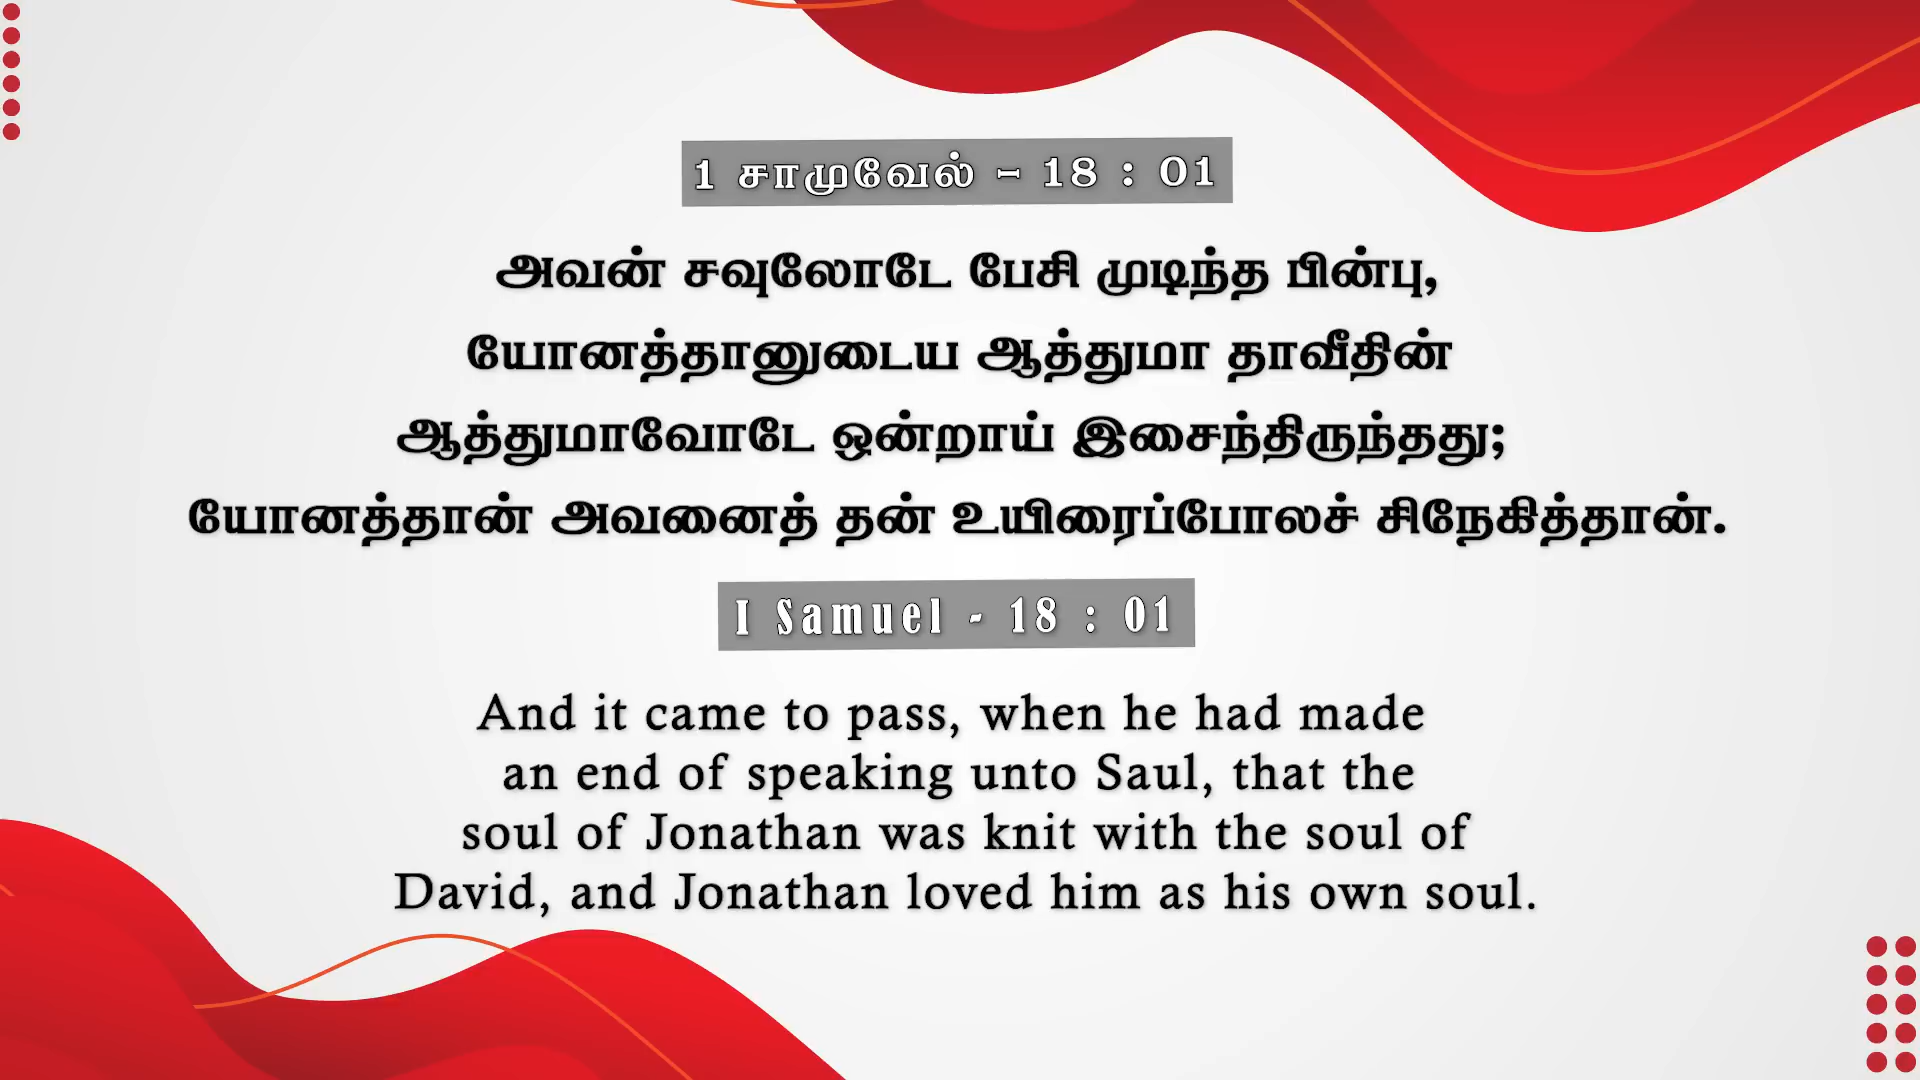 1 சாமுவேல் - 18 : 01
அவன் சவுலோடே பேசி முடிந்த பின்பு,
யோனத்தானுடைய ஆத்துமா தாவீதின்
ஆத்துமாவோடே ஒன்றாய் இசைந்திருந்தது;
யோனத்தான் அவனைத் தன் உயிரைப்போலச் சிநேகித்தான்.
I Samuel - 18 : 01
And it came to pass, when he had made
an end of speaking unto Saul, that the
soul of Jonathan was knit with the soul of
David, and Jonathan loved him as his own soul.